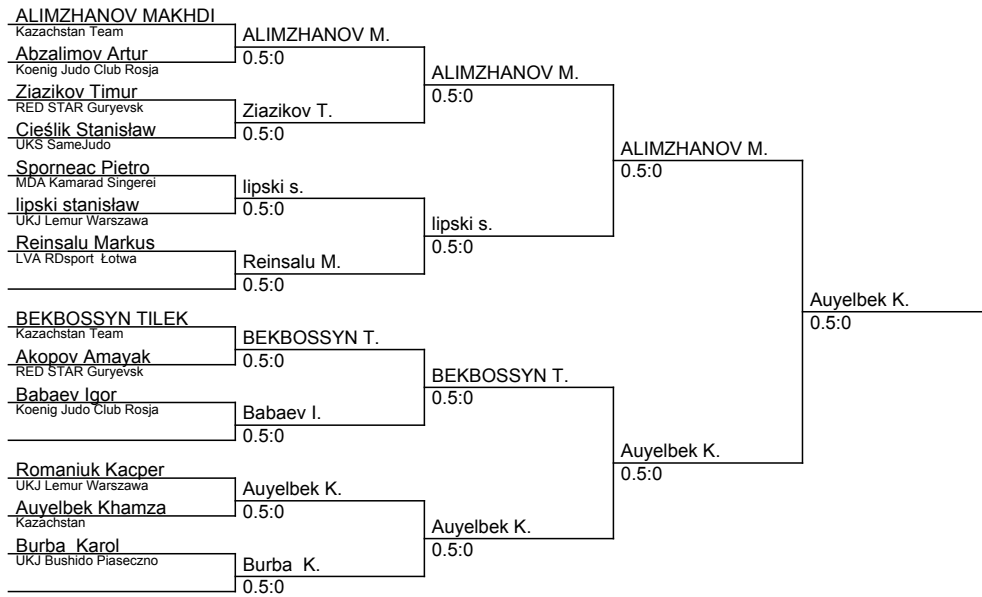 ALIMZHANOV MAKHDI
Kazachstan Team
Abzalimov Artur
Koenig Judo Club Rosja
Ziazikov Timur
RED STAR Guryevsk
Cieślik Stanisław
UKS SameJudo
Sporneac Pietro
MDA Kamarad Singerei
lipski stanisław
UKJ Lemur Warszawa
Reinsalu Markus
LVA RDsport Łotwa
BEKBOSSYN TILEK
Kazachstan Team
Akopov Amayak
RED STAR Guryevsk
Babaev Igor
Koenig Judo Club Rosja
Romaniuk Kacper
UKJ Lemur Warszawa
Auyelbek Khamza
Kazachstan
Burba Karol
UKJ Bushido Piaseczno
ALIMZHANOV M.
0.5:0
Ziazikov T.
0.5:0
lipski s.
0.5:0
Reinsalu M.
0.5:0
BEKBOSSYN T.
0.5:0
Babaev I.
0.5:0
Auyelbek K.
0.5:0
Burba K.
0.5:0
ALIMZHANOV M.
0.5:0
lipski s.
0.5:0
BEKBOSSYN T.
0.5:0
Auyelbek K.
0.5:0
ALIMZHANOV M.
0.5:0
Auyelbek K.
0.5:0
Auyelbek K.
0.5:0